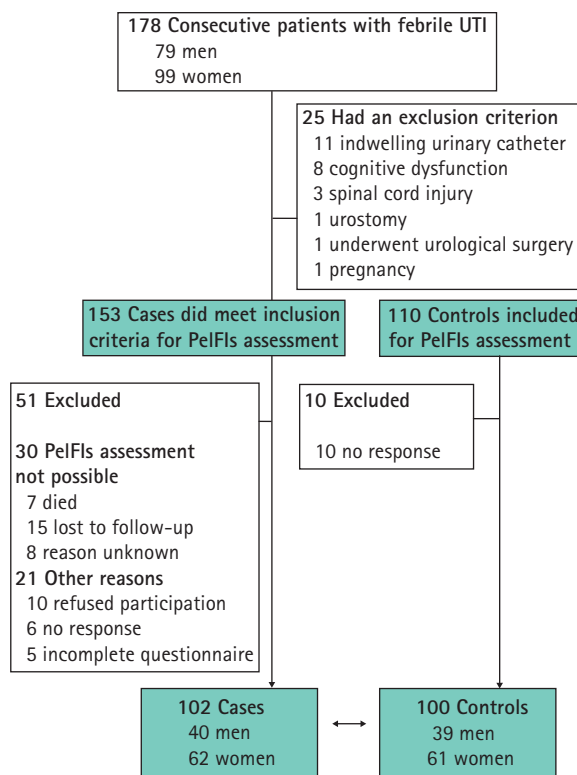 178 Consecutive patients with febrile UTI
79 men
99 women
25 Had an exclusion criterion
11 indwelling urinary catheter
8 cognitive dysfunction
3 spinal cord injury
1 urostomy
1 underwent urological surgery
1 pregnancy
153 Cases did meet inclusion
criteria for PelFIs assessment
110 Controls included
for PelFIs assessment
51 Excluded
30 PelFIs assessment
not possible
7 died
15 lost to follow-up
8 reason unknown
21 Other reasons
10 refused participation
6 no response
5 incomplete questionnaire
10 Excluded
10 no response
102 Cases
40 men
62 women
100 Controls
39 men
61 women